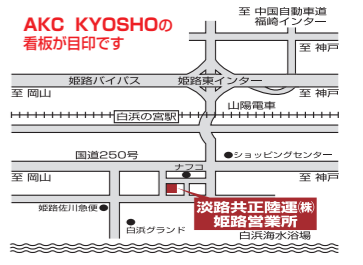 至 中国自動車道
福崎インター
AKC KYOSHOの
看板が目印です
至 神戸
姫路バイパス
姫路東インター
至 岡山
至 神戸
山陽電車
白浜の宮駅
国道250号
ナフコ
●ショッピングセンター
至 岡山
至 神戸
姫路佐川急便●
淡路共正陸運㈱
姫路営業所
白浜グランド
白浜海水浴場